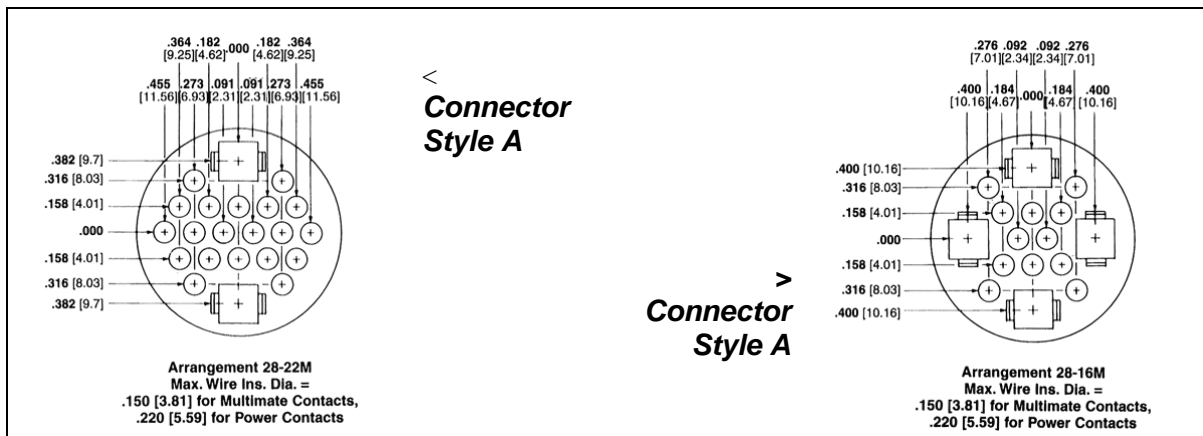 .364 .182 .000 .182 .364
[9.25][4.62] [4.62][9.25]
.455 .273 .091 .091 .273 .455
[11.56][6.93][2.31][2.31][6.93][11.56]
.382 [9.7]
.316 [8.03]
.158 [4.01]
.000
.158 [4.01]
.316 [8.03]
.382 [9.7]
Arrangement 28-22M
Max. Wire Ins. Dia. =
.150 [3.81] for Multimate Contacts,
.220 [5.59] for Power Contacts
<
Connector
Style A
>
Connector
Style A
.276 .092 .092 .276
[7.01][2.34][2.34][7.01]
.400 .184 .000 .184 .400
[10.16][4.67] [4.67] [10.16]
.400 [10.16]
.316 [8.03]
.158 [4.01]
.000
.158 [4.01]
.316 [8.03]
.400 [10.16]
Arrangement 28-16M
Max. Wire Ins. Dia. =
.150 [3.81] for Multimate Contacts,
.220 [5.59] for Power Contacts